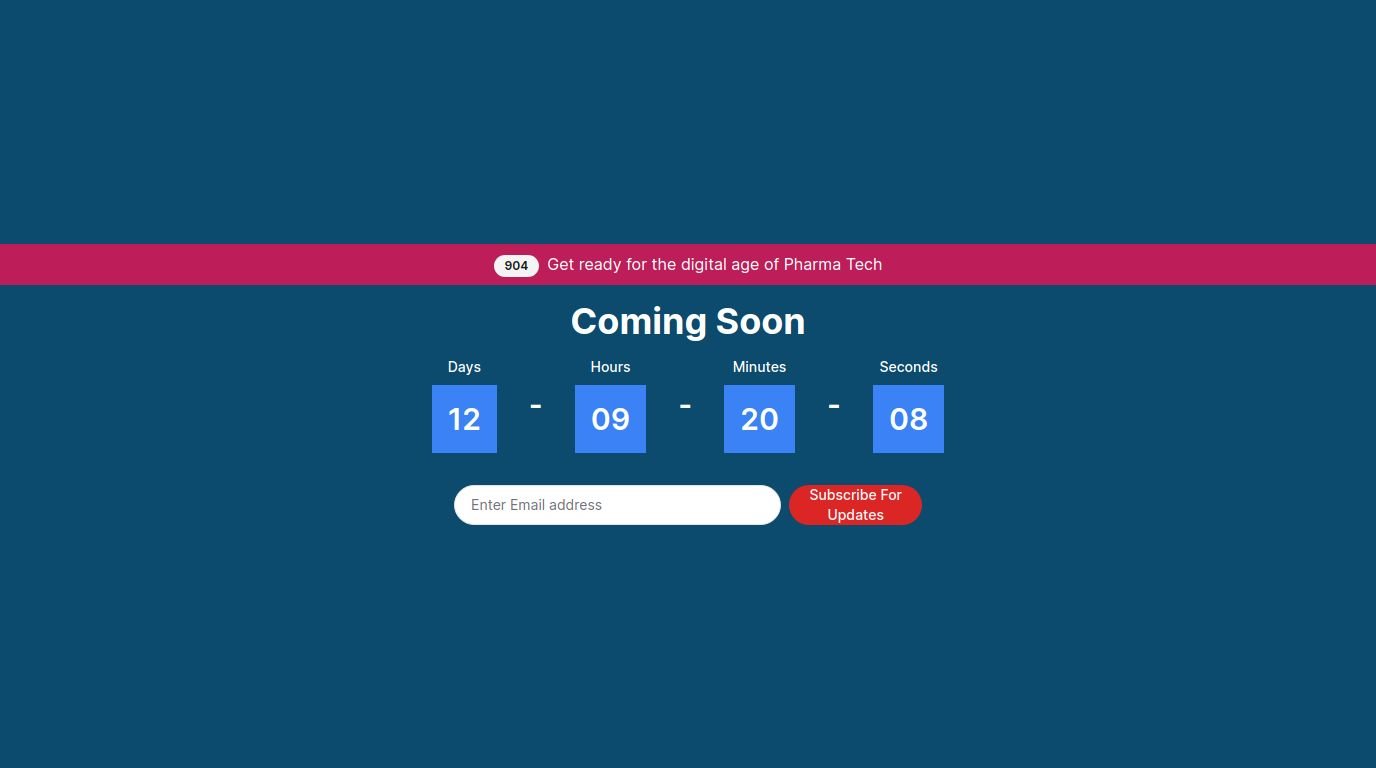 904 Get ready for the digital age of Pharma Tech
Coming Soon
Days Hours Minutes Seconds
12 - 09 - 20 - 08
Enter Email address
Subscribe For
Updates